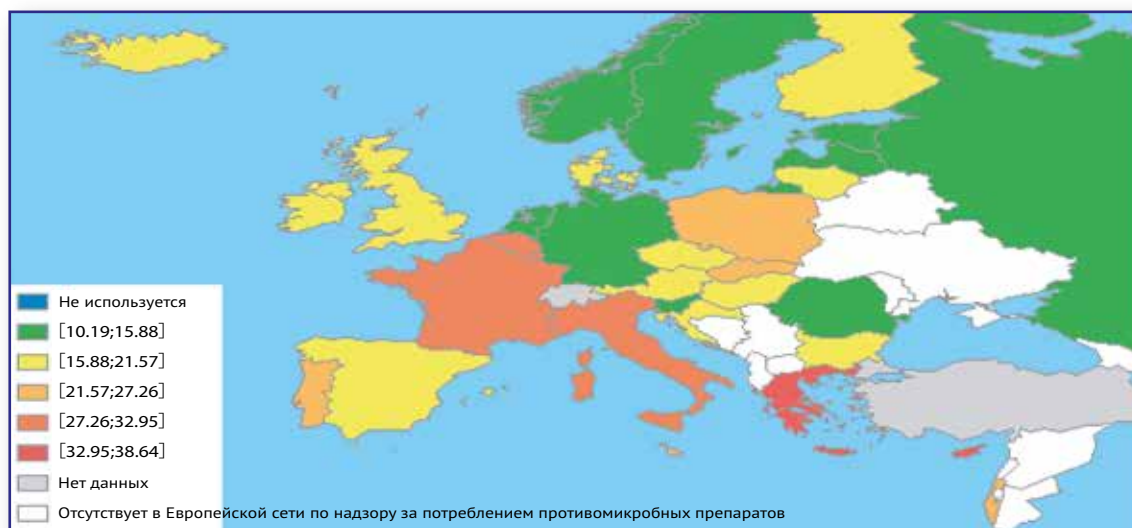 Не используется
[10.19;15.88]
[15.88;21.57]
[21.57;27.26]
[27.26;32.95]
[32.95;38.64]
Нет данных
Отсутствует в Европейской сети по надзору за потреблением противомикробных препаратов